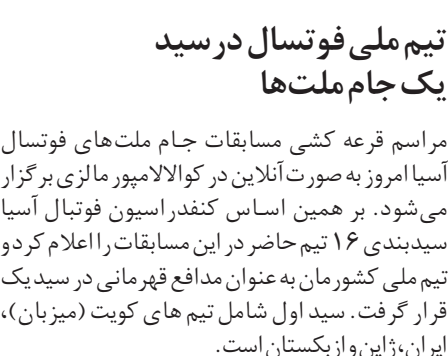 تیم ملی فوتسال در سید
یک جام ملت‌ها
مراسم قرعه کشی مسابقات جـام ملت‌های فوتسال
آسیا امروز به صورت آنلاین در کوالالامپور مالزی برگزار
می‌شود. بر همین اسـاس کنفدراسیون فوتبال آسیا
سیدبندی ۱۶ تیم حاضر در این مسابقات را اعلام کرد و
تیم ملی کشورمان به عنوان مدافع قهرمانی در سید یک
قرار گرفت. سید اول شامل تیم های کویت (میزبان)،
ایران، ژاپن و ازبکستان است.